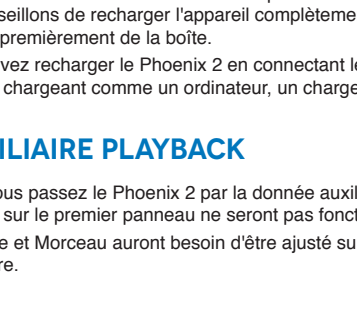 seillons de recharger l'appareil complèteme
premièrement de la boîte.
vez recharger le Phoenix 2 en connectant le
chargeant comme un ordinateur, un charge
ILIAIRE PLAYBACK
ous passez le Phoenix 2 par la donnée auxil
sur le premier panneau ne seront pas fonct
e et Morceau auront besoin d'être ajusté su
re.